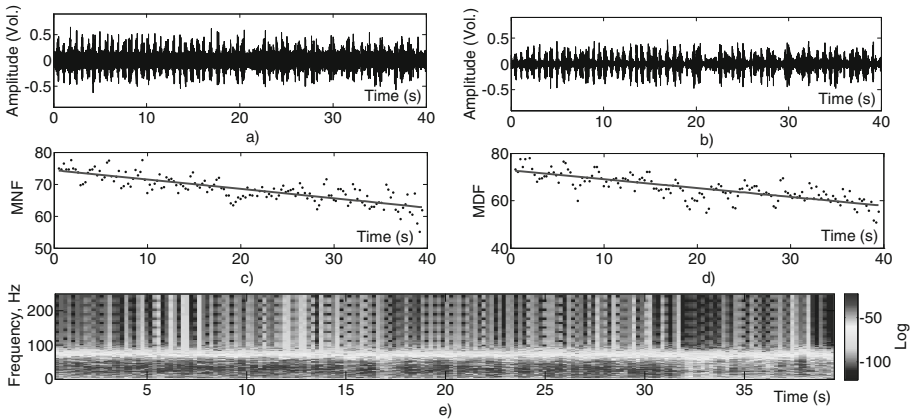 Amplitude (Vol.)
0.5
0
-0.5
Time (s)
0 10 20 30 40
a)
Amplitude (Vol.)
0.5
0
-0.5
Time (s)
0 10 20 30 40
b)
MNF
80
70
60
50
Time (s)
0 10 20 30 40
c)
MDF
80
60
40
Time (s)
0 10 20 30 40
d)
Frequency, Hz
200
100
0
5 10 15 20 25 30 35 Time (s)
e)
-50
-100
Log